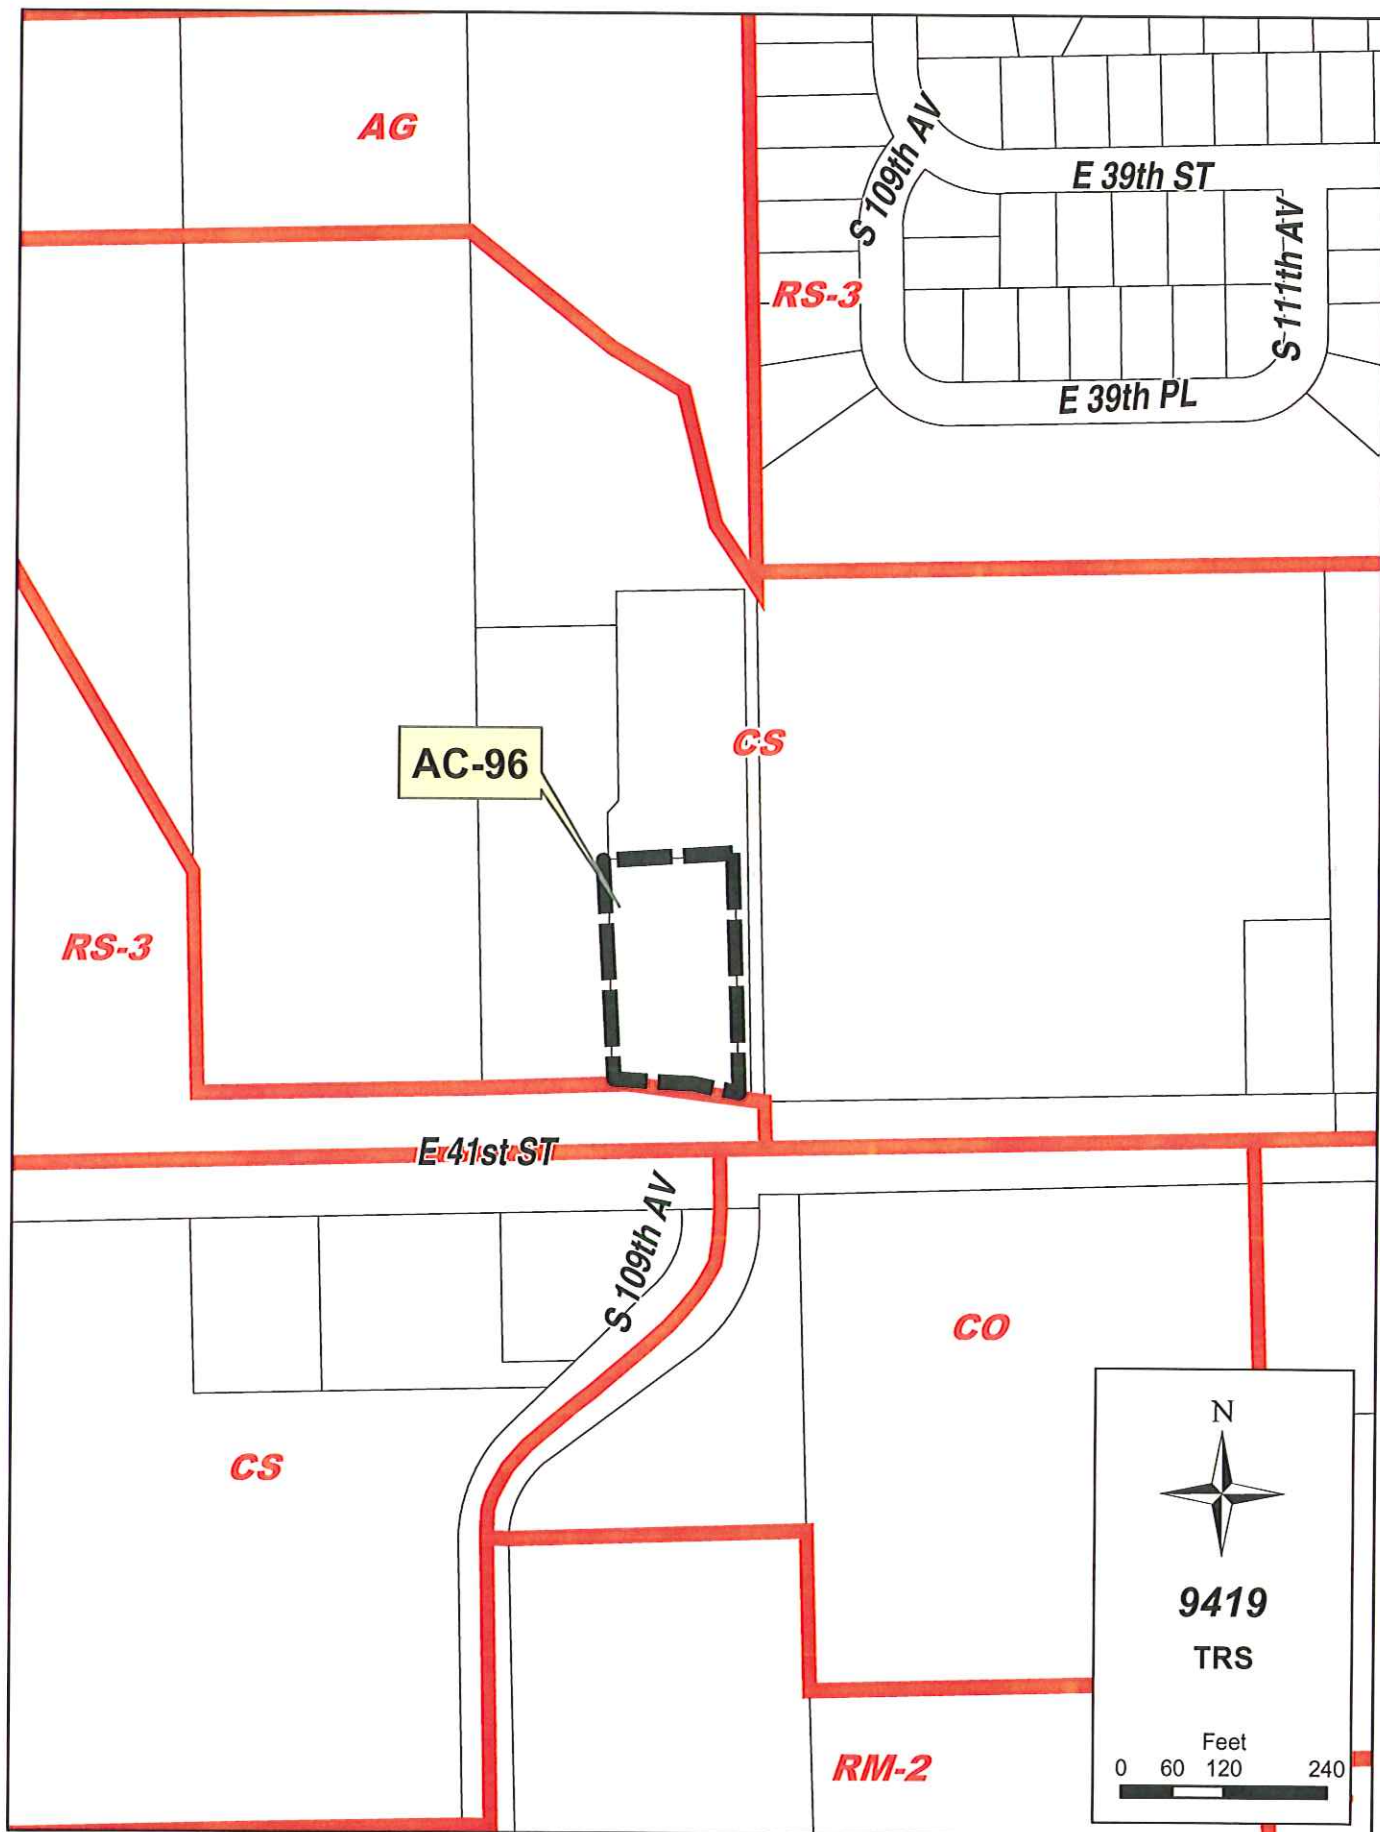 AG
S 109th AV
E 39th ST
S 111th AV
RS-3
E 39th PL
CS
AC-96
RS-3
E 41st ST
S 109th AV
CO
CS
N
9419
TRS
Feet
0 60 120 240
RM-2